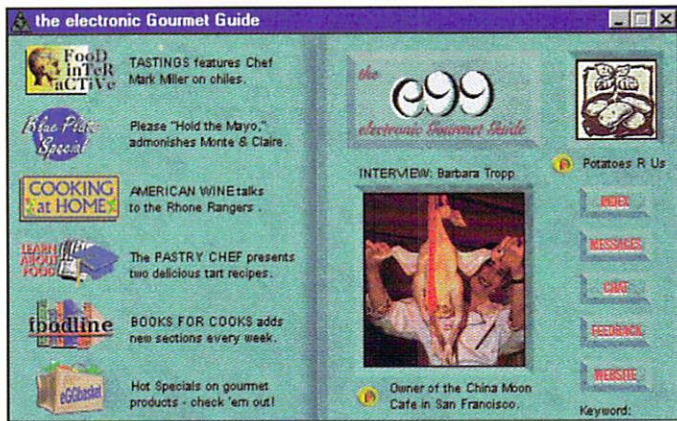 the electronic Gourmet Guide
FooD
inTeR
aCTiVe
TASTINGS features Chef
Mark Miller on chiles.
Blue Plate
Special
Please "Hold the Mayo,"
admonishes Monte & Claire.
COOKING
at HOME
AMERICAN WINE talks
to the Rhone Rangers .
LEARN
ABOUT
FOOD
The PASTRY CHEF presents
two delicious tart recipes.
foodline
BOOKS FOR COOKS adds
new sections every week.
eGGbasket
Hot Specials on gourmet
products - check 'em out!
the
eGG
electronic Gourmet Guide
INTERVIEW: Barbara Tropp
Owner of the China Moon
Cafe in San Francisco.
Potatoes R Us
INDEX
MESSAGES
CHAT
FEEDBACK
WEBSITE
Keyword: